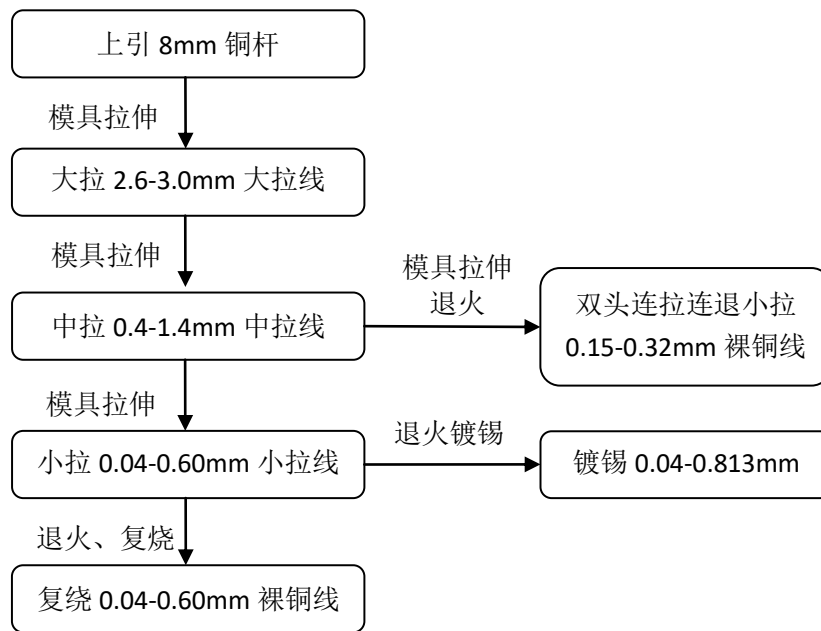 上引 8mm 铜杆
模具拉伸
大拉 2.6-3.0mm 大拉线
模具拉伸
中拉 0.4-1.4mm 中拉线
模具拉伸
退火
双头连拉连退小拉
0.15-0.32mm 裸铜线
模具拉伸
小拉 0.04-0.60mm 小拉线
退火镀锡
镀锡 0.04-0.813mm
退火、复烧
复绕 0.04-0.60mm 裸铜线